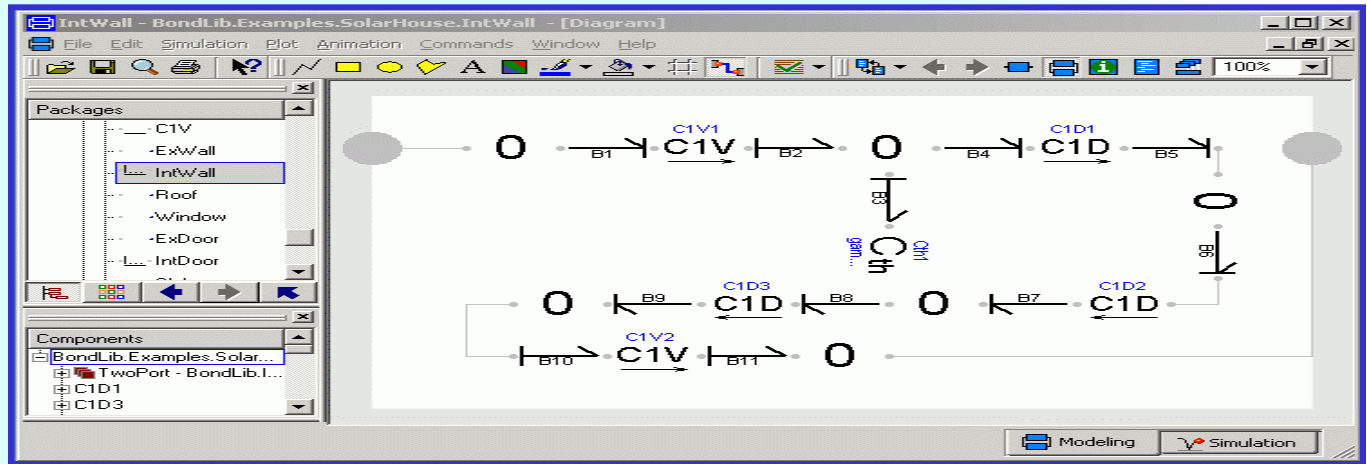 IntWall - BondLib.Examples.SolarHouse.IntWall - [Diagram]
File Edit Simulation Plot Animation Commands Window Help
100%
Packages
C1V
ExWall
IntWall
Roof
Window
ExDoor
IntDoor
Components
BondLib.Examples.Solar...
TwoPort - BondLib.I...
C1D1
C1D3
C1V1 C1D1
0 B1 C1V B2 0 B4 C1D B5
B3 0
Cth Ctn1 gam... B6
C1D3 C1D2
0 B9 C1D B8 0 B7 C1D
C1V2
B10 C1V B11 0
Modeling Simulation